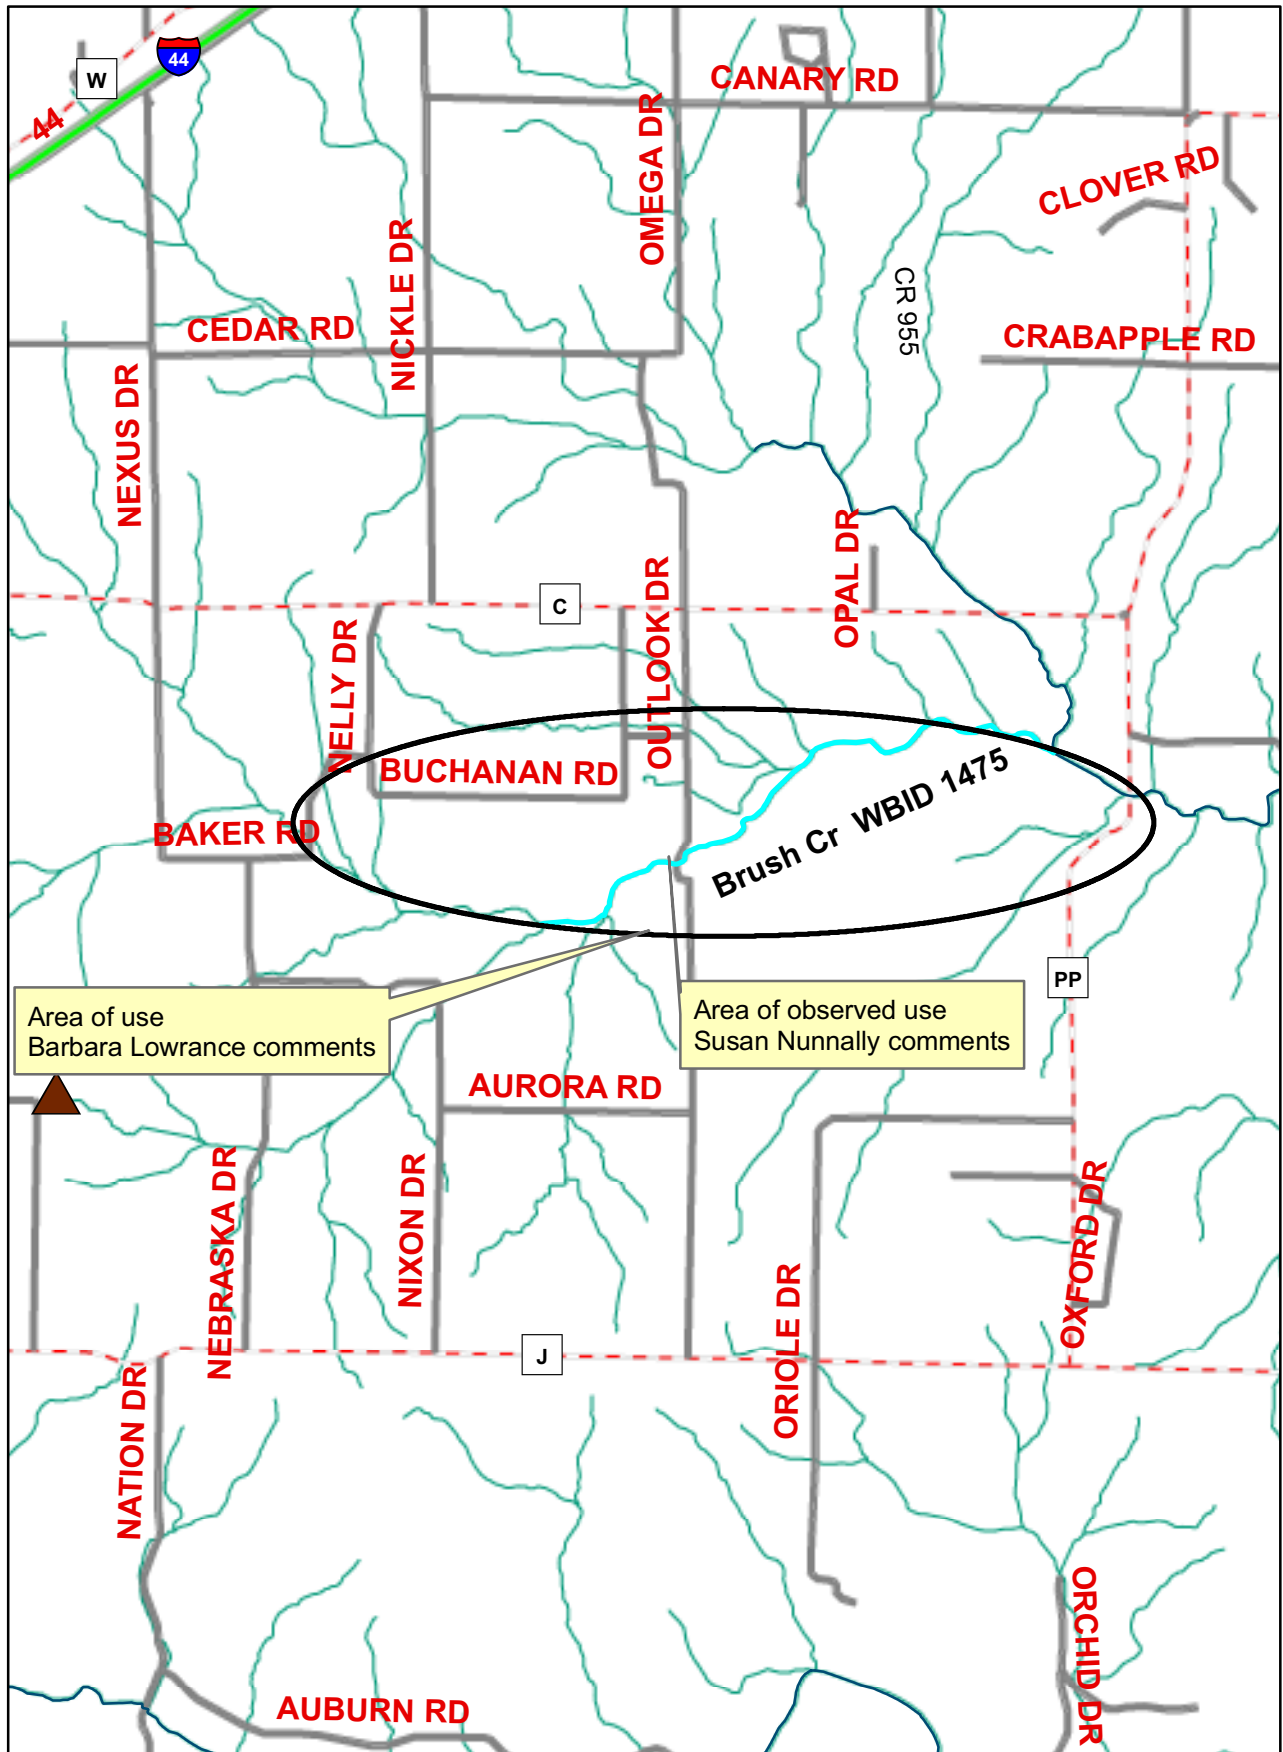 44
W
CANARY RD
44
OMEGA DR
CLOVER RD
NICKLE DR
CR 955
CEDAR RD
CRABAPPLE RD
NEXUS DR
OPAL DR
C
OUTLOOK DR
NELLY DR
BUCHANAN RD
Brush Cr WBID 1475
BAKER RD
PP
Area of use
Barbara Lowrance comments
Area of observed use
Susan Nunnally comments
AURORA RD
NEBRASKA DR
NIXON DR
OXFORD DR
ORIOLE DR
J
NATION DR
ORCHID DR
AUBURN RD